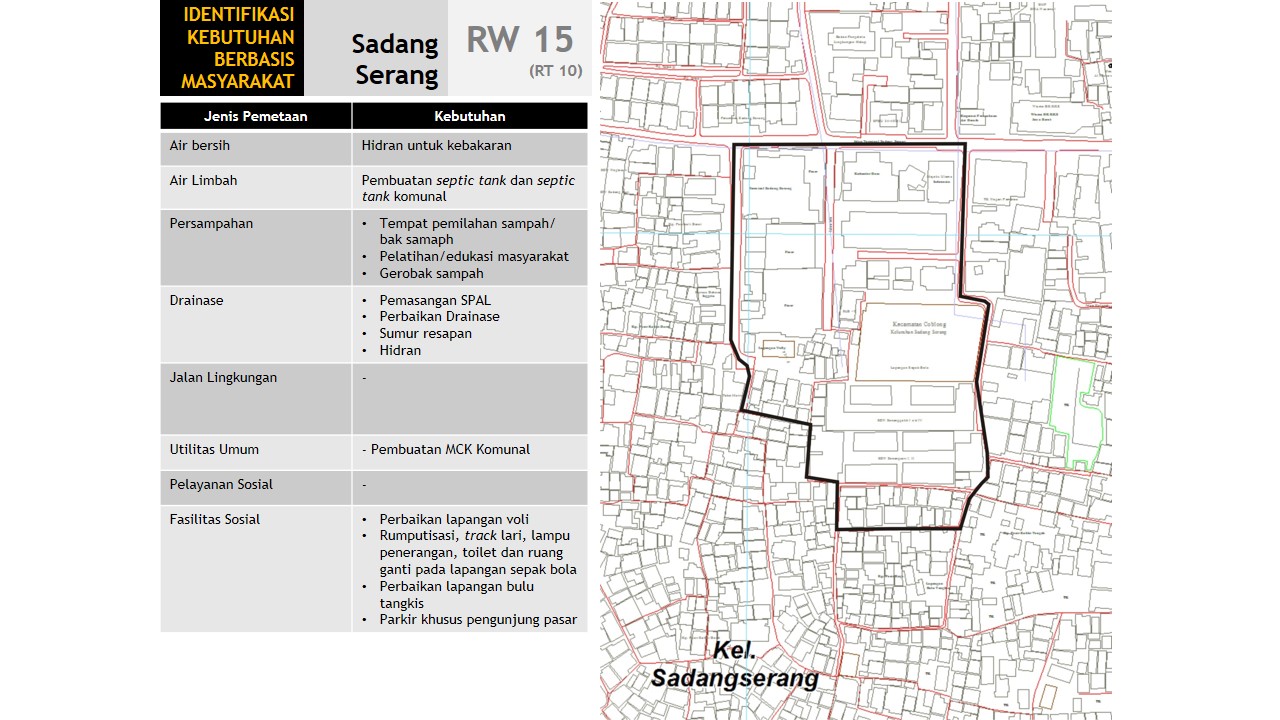 IDENTIFIKASI
KEBUTUHAN
BERBASIS
MASYARAKAT
Sadang
Serang
RW 15
(RT 10)
Jenis Pemetaan
Kebutuhan
Air bersih
Hidran untuk kebakaran
Air Limbah
Pembuatan septic tank dan septic
tank komunal
Persampahan
• Tempat pemilahan sampah/
bak samaph
• Pelatihan/edukasi masyarakat
• Gerobak sampah
Drainase
• Pemasangan SPAL
• Perbaikan Drainase
• Sumur resapan
• Hidran
Jalan Lingkungan
-
Utilitas Umum
- Pembuatan MCK Komunal
Pelayanan Sosial
-
Fasilitas Sosial
• Perbaikan lapangan voli
• Rumputisasi, track lari, lampu
penerangan, toilet dan ruang
ganti pada lapangan sepak bola
• Perbaikan lapangan bulu
tangkis
• Parkir khusus pengunjung pasar
Kecamatan Coblong
Kelurahan Sadang Serang
Lapangan Sepak Bola
Kel.
Sadangserang